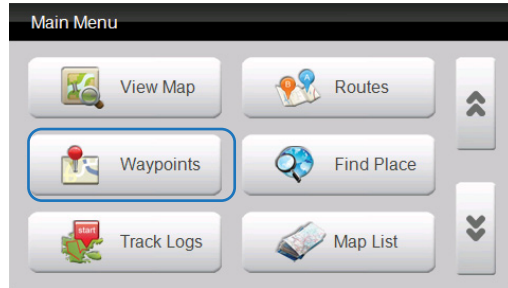 Main Menu
View Map
Routes
Waypoints
Find Place
start
Track Logs
Map List